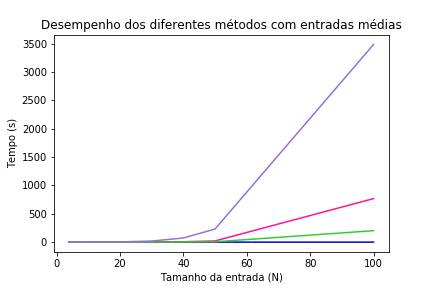 Desempenho dos diferentes métodos com entradas médias
3500
3000
2500
2000
1500
1000
500
0
Tempo (s)
0 20 40 60 80 100
Tamanho da entrada (N)